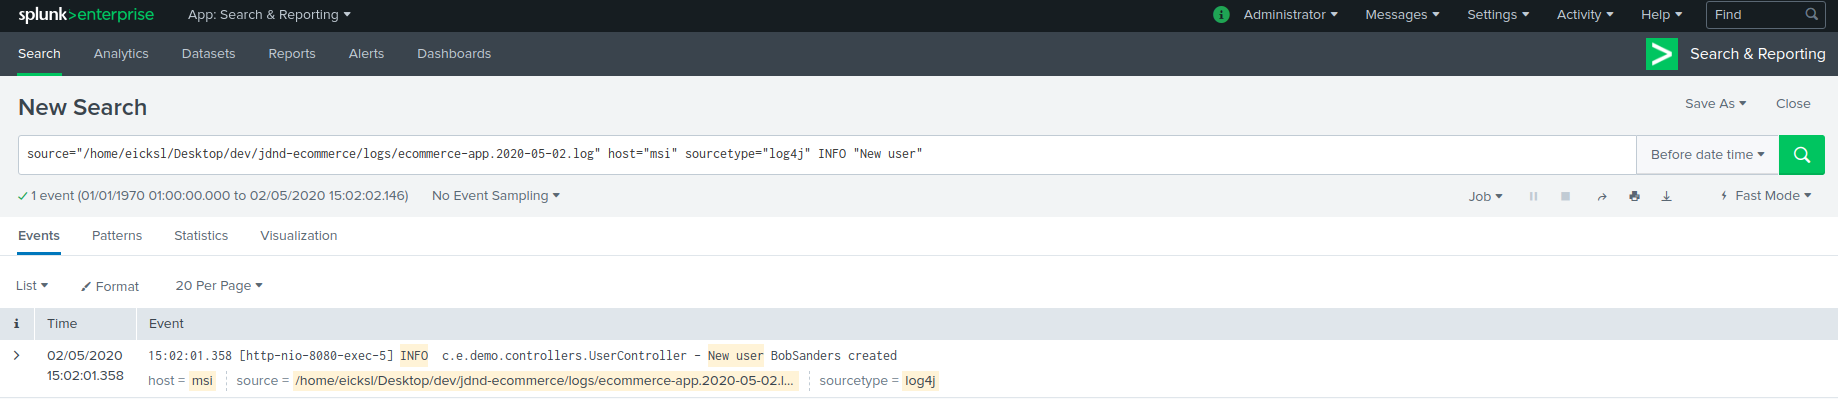 splunk>enterprise App: Search & Reporting i Administrator Messages Settings Activity Help Find
Search Analytics Datasets Reports Alerts Dashboards > Search & Reporting
New Search Save As Close
source="/home/eicksl/Desktop/dev/jdnd-ecommerce/logs/ecommerce-app.2020-05-02.log" host="msi" sourcetype="log4j" INFO "New user" Before date time
1 event (01/01/1970 01:00:00.000 to 02/05/2020 15:02:02.146) No Event Sampling Job Fast Mode
Events Patterns Statistics Visualization
List Format 20 Per Page
i Time Event
02/05/2020 15:02:01.358 [http-nio-8080-exec-5] INFO c.e.demo.controllers.UserController - New user BobSanders created
15:02:01.358 host = msi source = /home/eicksl/Desktop/dev/jdnd-ecommerce/logs/ecommerce-app.2020-05-02.l... sourcetype = log4j